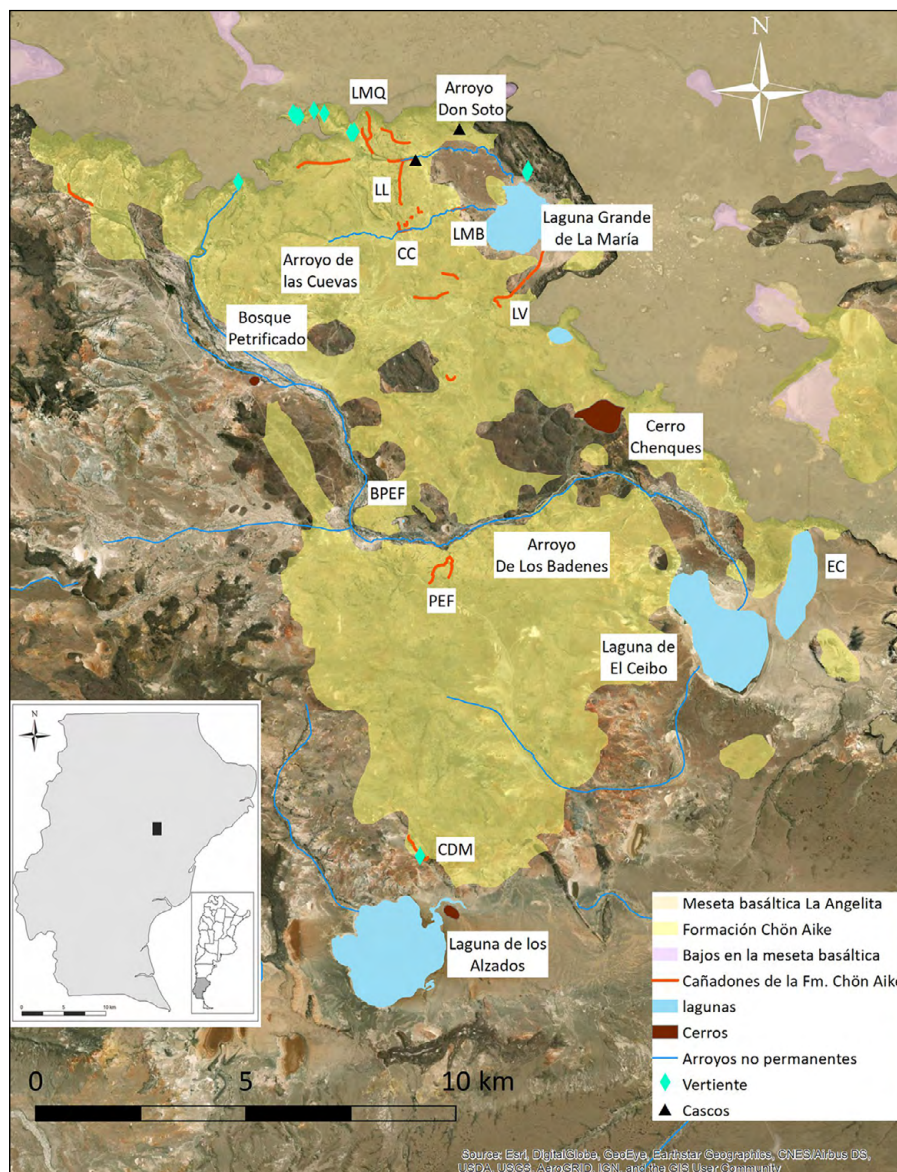 N
LMQ
Arroyo
Don Soto
LL
LMB
Laguna Grande
de La María
CC
Arroyo de
las Cuevas
LV
Bosque
Petrificado
Cerro
Chenques
BPEF
Arroyo
De Los Badenes
EC
PEF
Laguna de
El Ceibo
CDM
Laguna de los
Alzados
N
0 5 10 km
Meseta basáltica La Angelita
Formación Chön Aike
Bajos en la meseta basáltica
Cañadones de la Fm. Chön Aike
lagunas
Cerros
Arroyos no permanentes
Vertiente
Cascos
0 5 10 km
Source: Esri, DigitalGlobe, GeoEye, Earthstar Geographics, CNES/Airbus DS,
USDA, USGS, AeroGRID, IGN, and the GIS User Community